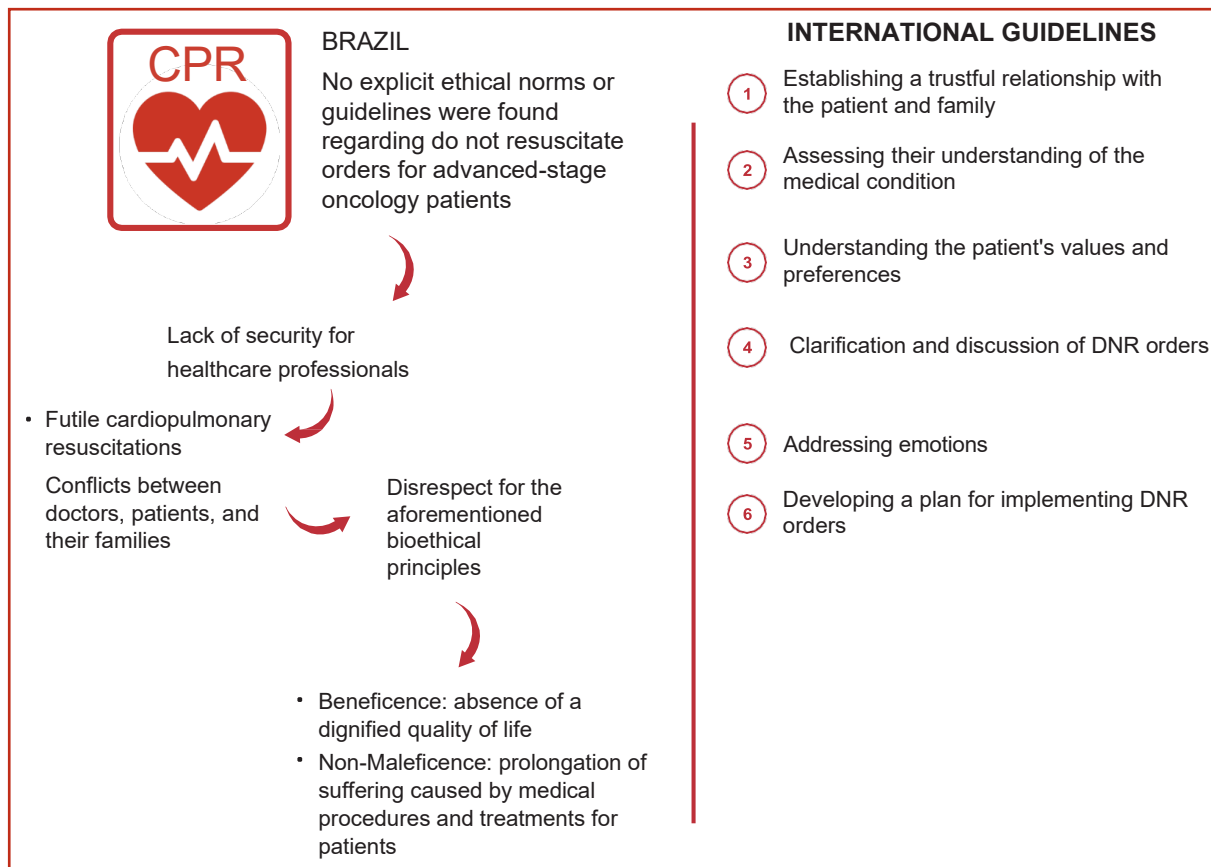 CPR
BRAZIL
No explicit ethical norms or
guidelines were found
regarding do not resuscitate
orders for advanced-stage
oncology patients
Lack of security for
healthcare professionals
• Futile cardiopulmonary
resuscitations
Conflicts between
doctors, patients, and
their families
Disrespect for the
aforementioned
bioethical
principles
• Beneficence: absence of a
dignified quality of life
• Non-Maleficence: prolongation of
suffering caused by medical
procedures and treatments for
patients
INTERNATIONAL GUIDELINES
1 Establishing a trustful relationship with
the patient and family
2 Assessing their understanding of the
medical condition
3 Understanding the patient's values and
preferences
4 Clarification and discussion of DNR orders
5 Addressing emotions
6 Developing a plan for implementing DNR
orders